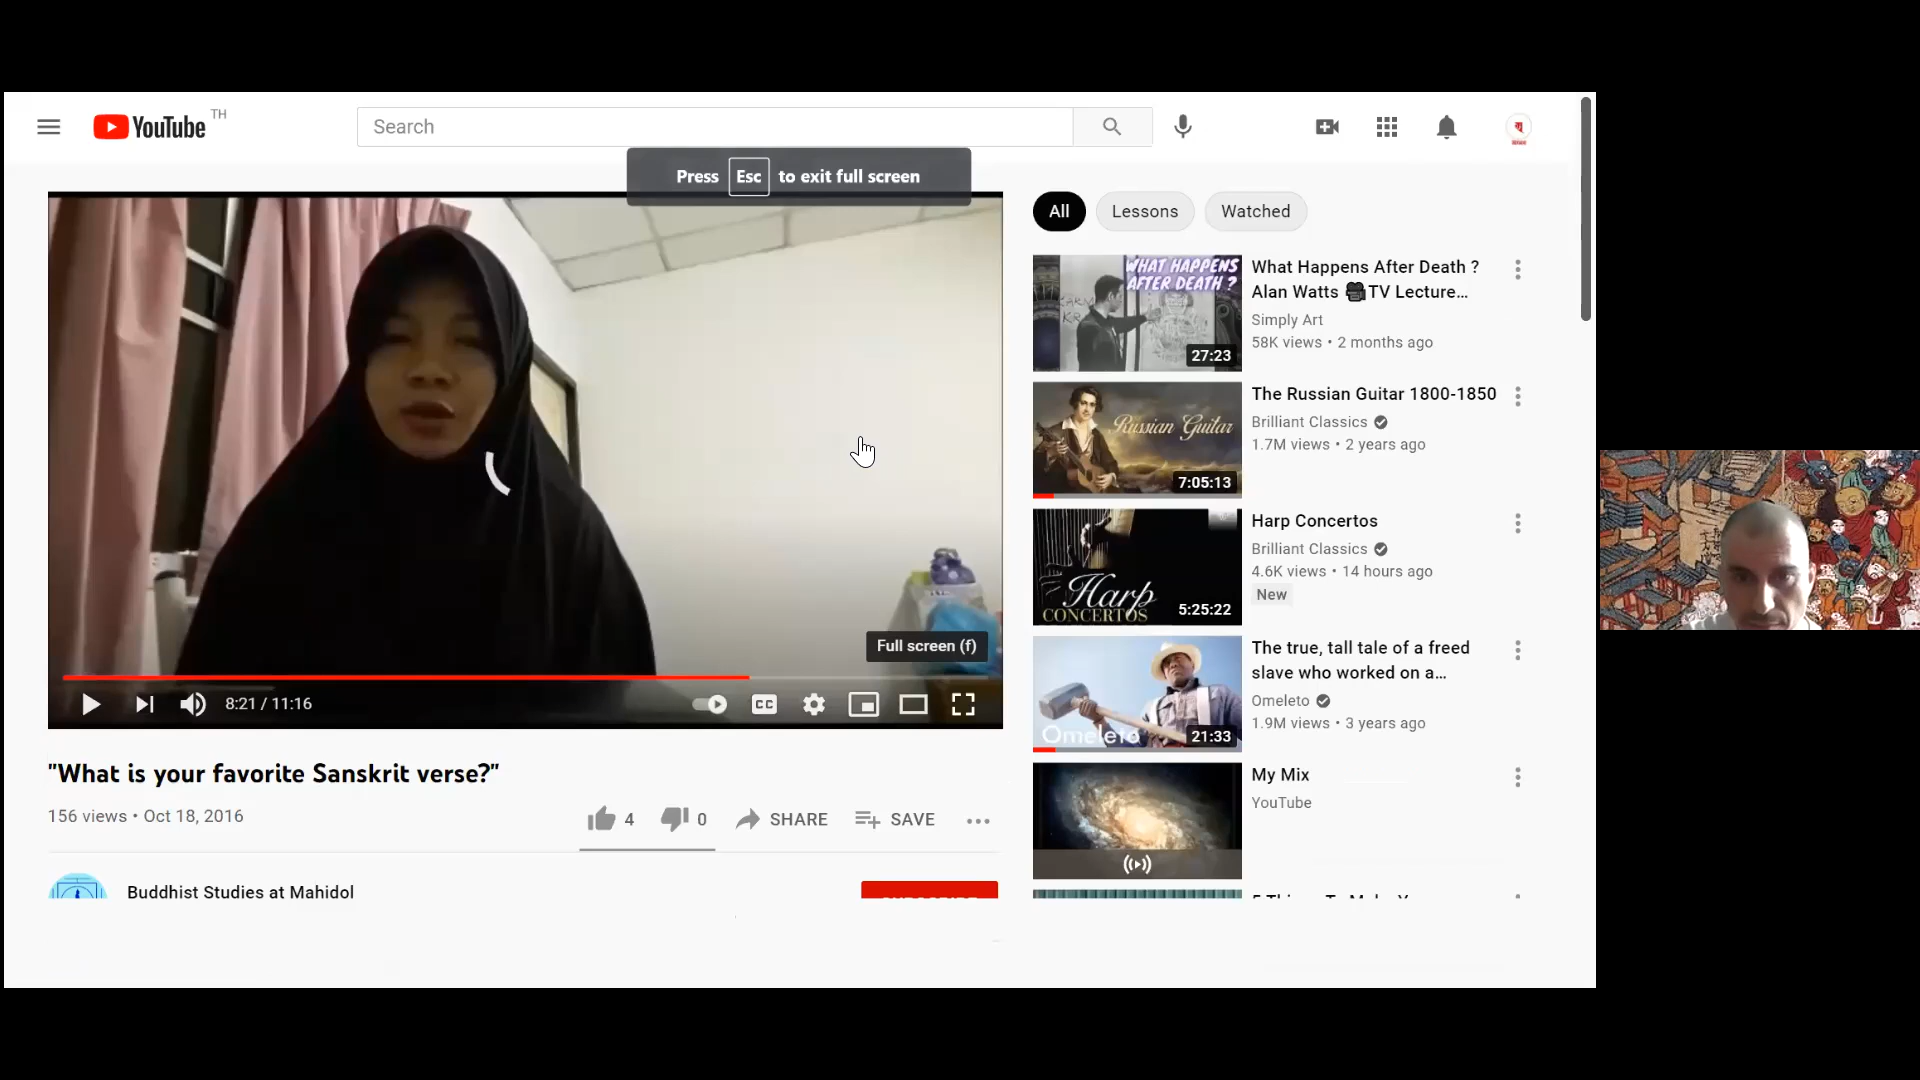 YouTube TH
Search
Press Esc to exit full screen
Full screen (f)
8:21 / 11:16
CC
"What is your favorite Sanskrit verse?"
156 views • Oct 18, 2016
4
0
SHARE
SAVE
Buddhist Studies at Mahidol
All
Lessons
Watched
WHAT HAPPENS
AFTER DEATH ?
27:23
What Happens After Death ?
Alan Watts 🎥TV Lecture...
Simply Art
58K views • 2 months ago
Russian Guitar
7:05:13
The Russian Guitar 1800-1850
Brilliant Classics
1.7M views • 2 years ago
Harp
CONCERTOS
5:25:22
Harp Concertos
Brilliant Classics
4.6K views • 14 hours ago
New
Omeleto
21:33
The true, tall tale of a freed
slave who worked on a...
Omeleto
1.9M views • 3 years ago
My Mix
YouTube